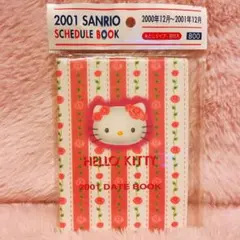 2001 SANRIO
SCHEDULE BOOK
2000年12月～2001年12月
800
HELLO KITTY
2001 DATE BOOK